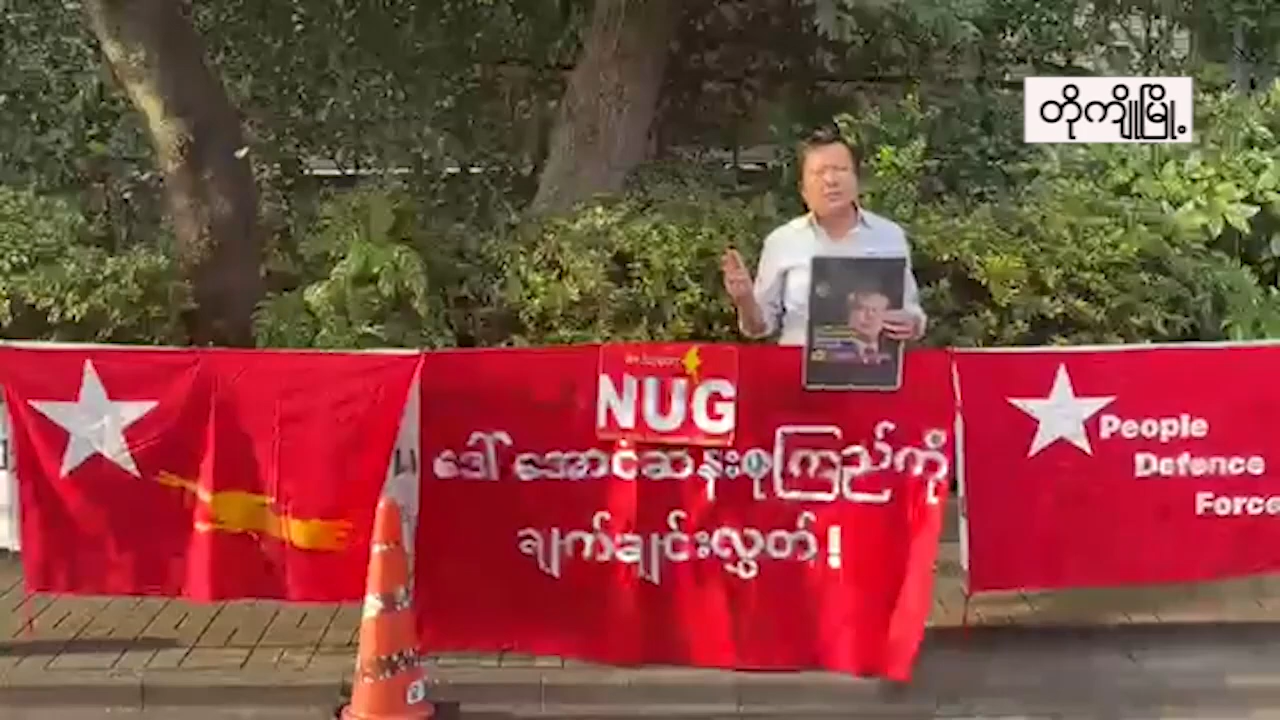 တိုကျိုမြို့
We Support
NUG
ဒေါ်အောင်ဆန်းစုကြည်ကို
ချက်ချင်းလွှတ်!
People
Defence
Force